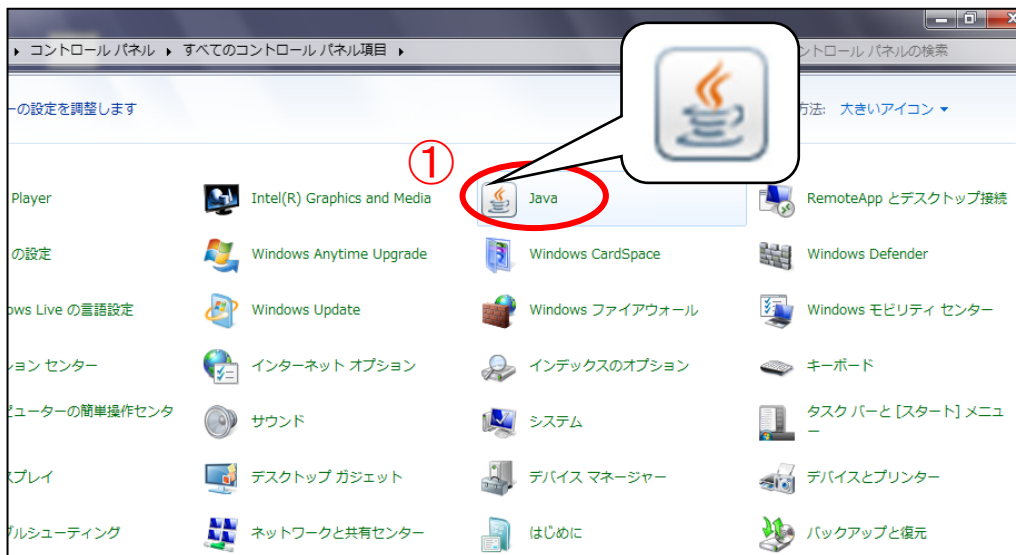 コントロール パネル ▸ すべてのコントロール パネル項目 ▸
ントロール パネルの検索
ーの設定を調整します
方法: 大きいアイコン
①
Player
Intel(R) Graphics and Media
Java
RemoteApp とデスクトップ接続
の設定
Windows Anytime Upgrade
Windows CardSpace
Windows Defender
ows Live の言語設定
Windows Update
Windows ファイアウォール
Windows モビリティ センター
ション センター
インターネット オプション
インデックスのオプション
キーボード
ピューターの簡単操作センタ
サウンド
システム
タスク バーと [スタート] メニュ
ー
スプレイ
デスクトップ ガジェット
デバイス マネージャー
デバイスとプリンター
ブルシューティング
ネットワークと共有センター
はじめに
バックアップと復元